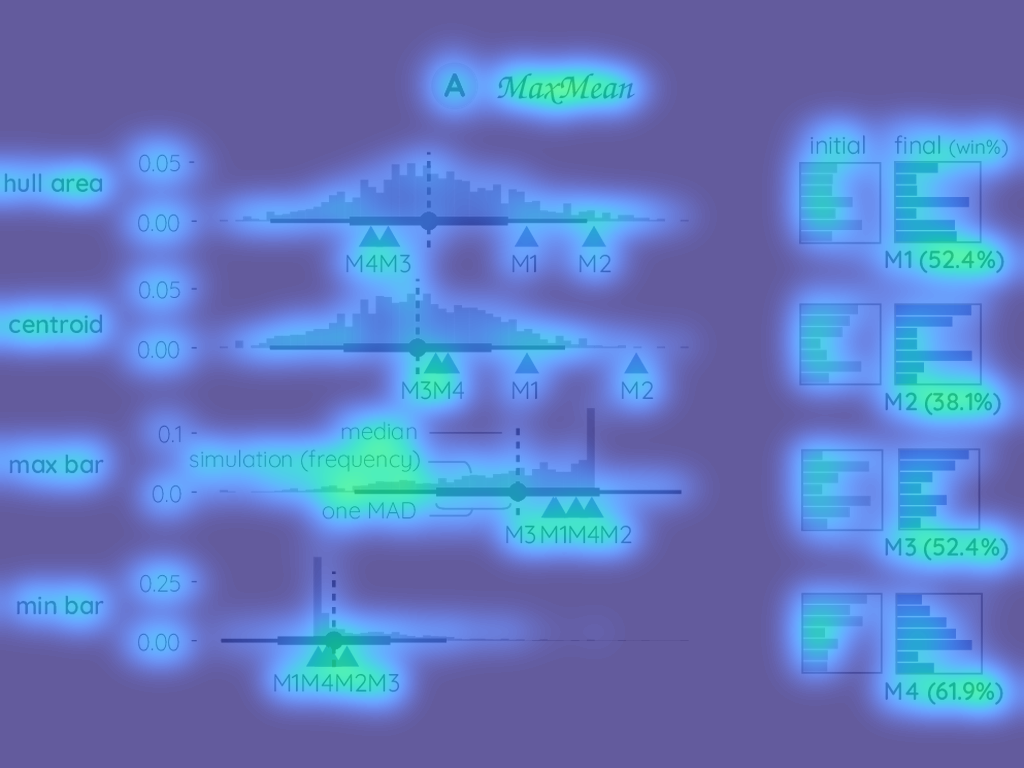 A MaxMean
initial final (win%)
hull area
0.05
0.00
M4M3 M1 M2
M1 (52.4%)
centroid
0.05
0.00
M3M4 M1 M2
M2 (38.1%)
max bar
0.1
0.0
median
simulation (frequency)
one MAD
M3 M1M4M2
M3 (52.4%)
min bar
0.25
0.00
M1M4M2M3
M4 (61.9%)